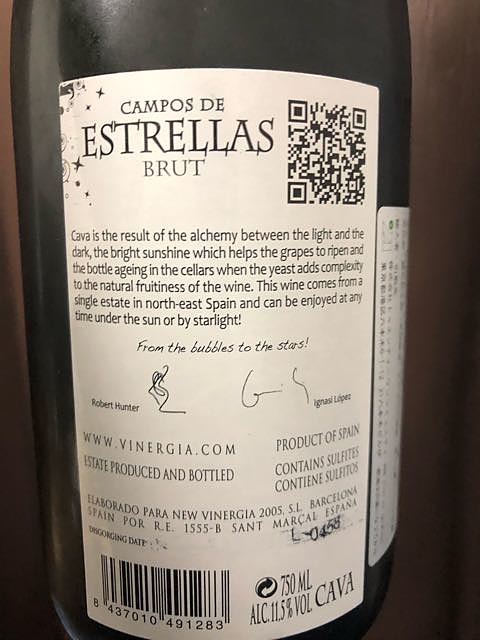 CAMPOS DE
ESTRELLAS
BRUT
Cava is the result of the alchemy between the light and the
dark, the bright sunshine which helps the grapes to ripen and
the bottle ageing in the cellars when the yeast adds complexity
to the natural fruitiness of the wine. This wine comes from a
single estate in north-east Spain and can be enjoyed at any
time under the sun or by starlight!
From the bubbles to the stars!
Robert Hunter
Ignasi López
WWW.VINERGIA.COM
ESTATE PRODUCED AND BOTTLED
PRODUCT OF SPAIN
CONTAINS SULFITES
CONTIENE SULFITOS
ELABORADO PARA NEW VINERGIA 2005. S.L. BARCELONA
SPAIN POR R.E. 1555-B SANT MARÇAL ESPAÑA
L-0458
DISGORGING DATE
8 437010 491283
750 ML
ALC.11,5% VOL. CAVA